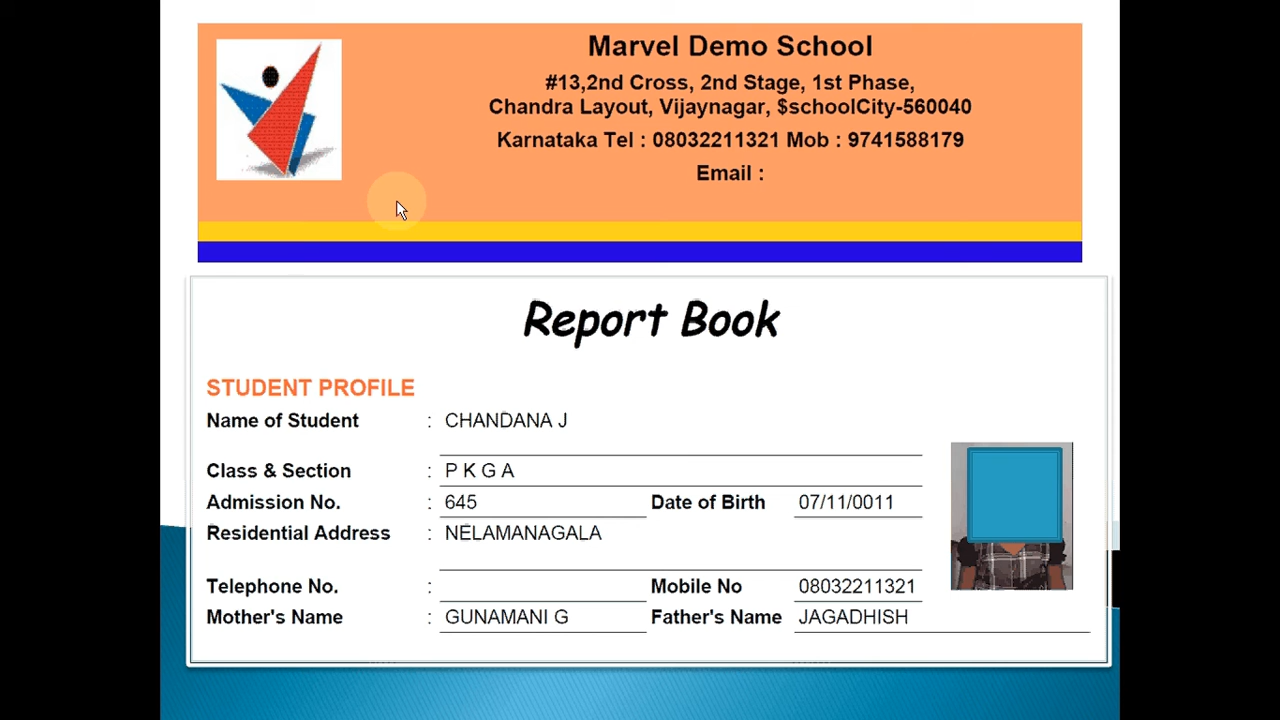 Marvel Demo School
#13,2nd Cross, 2nd Stage, 1st Phase,
Chandra Layout, Vijaynagar, $schoolCity-560040
Karnataka Tel : 08032211321 Mob : 9741588179
Email :
Report Book
STUDENT PROFILE
Name of Student : CHANDANA J
Class & Section : P K G A
Admission No. : 645 Date of Birth 07/11/0011
Residential Address : NELAMANAGALA
Telephone No. : Mobile No 08032211321
Mother's Name : GUNAMANI G Father's Name JAGADHISH